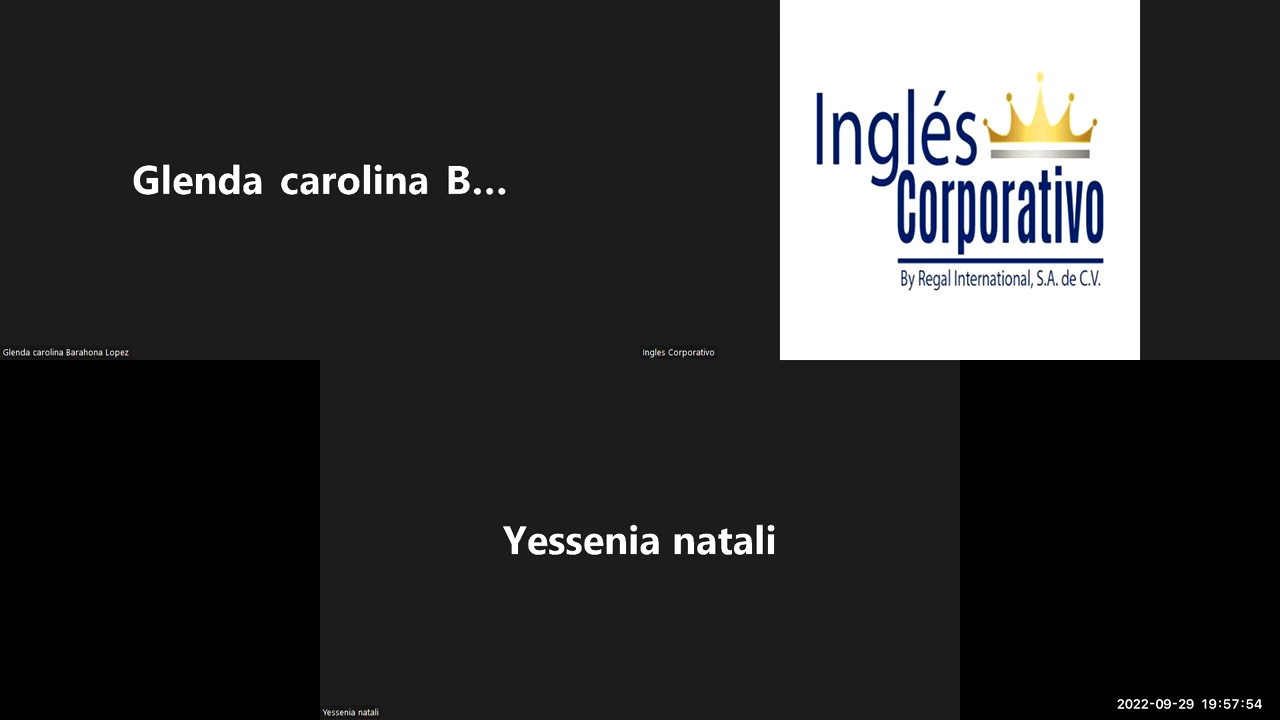 Glenda carolina B...
Glenda carolina Barahona Lopez
Inglés
Corporativo
By Regal International, S.A. de C.V.
Ingles Corporativo
Yessenia natali
Yessenia natali
2022-09-29 19:57:54